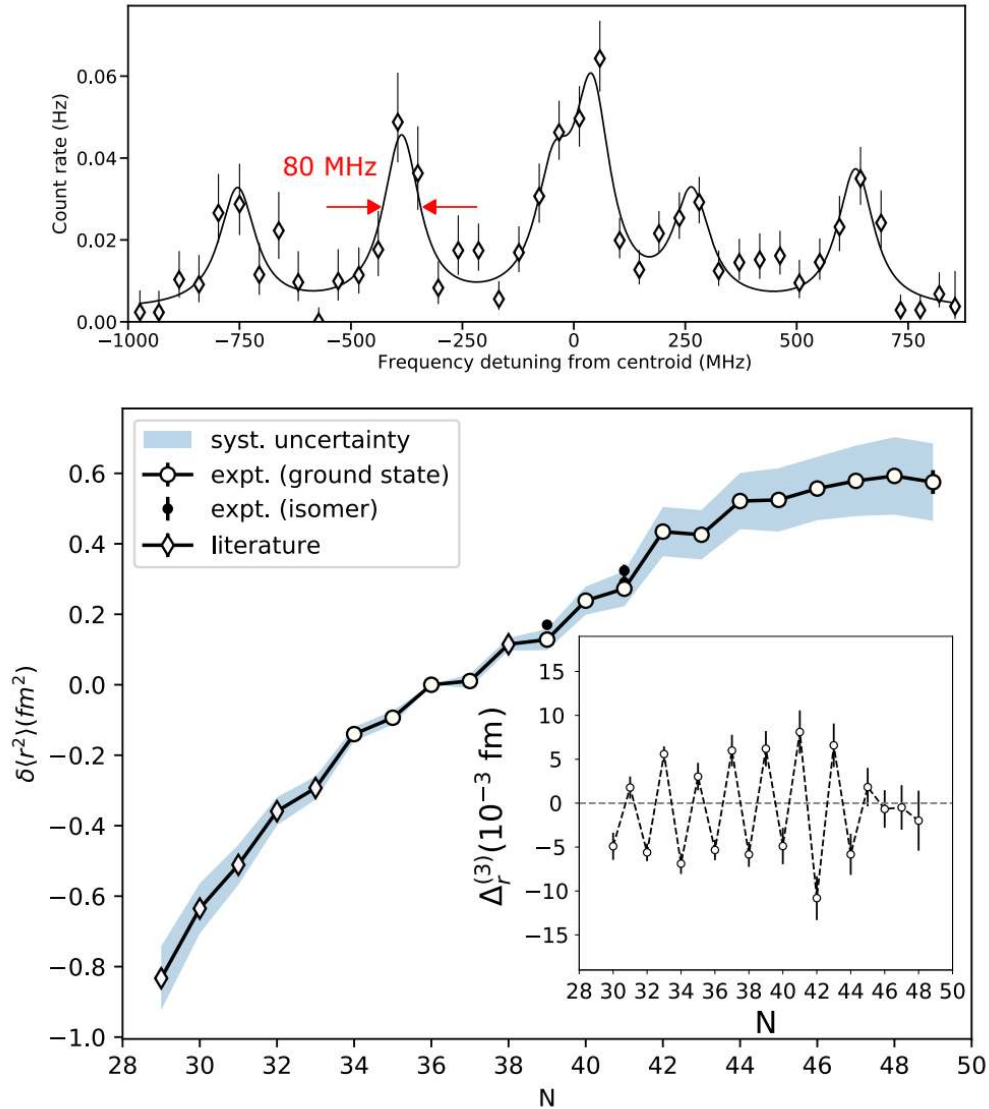 0.06
0.04
0.02
0.00
Count rate (Hz)
80 MHz
−1000 −750 −500 −250 0 250 500 750
Frequency detuning from centroid (MHz)
syst. uncertainty
expt. (ground state)
expt. (isomer)
literature
0.6
0.4
0.2
0.0
−0.2
−0.4
−0.6
−0.8
−1.0
δ⟨r²⟩(fm²)
28 30 32 34 36 38 40 42 44 46 48 50
N
15
10
5
0
−5
−10
−15
Δᵣ⁽³⁾(10⁻³ fm)
28 30 32 34 36 38 40 42 44 46 48 50
N